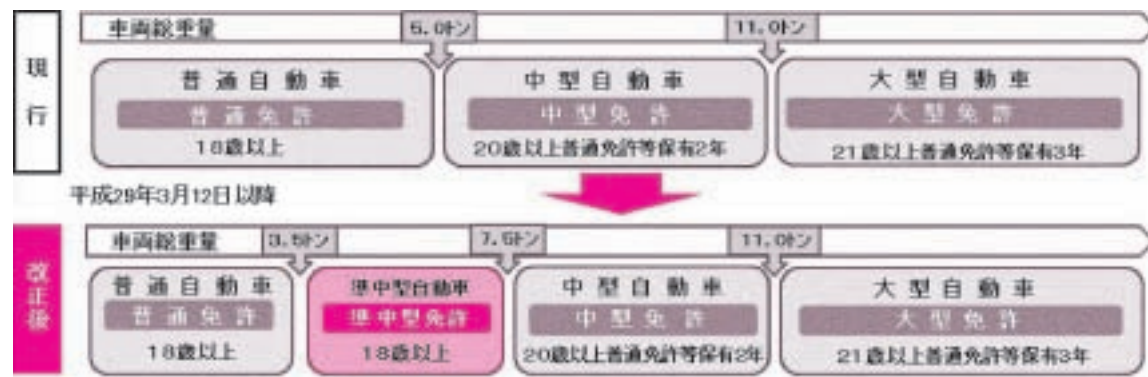 現行
車両総重量 5.0トン 11.0トン
普通自動車 中型自動車 大型自動車
普通免許 中型免許 大型免許
18歳以上 20歳以上普通免許等保有2年 21歳以上普通免許等保有3年
平成29年3月12日以降
改正後
車両総重量 3.5トン 7.5トン 11.0トン
普通自動車 準中型自動車 中型自動車 大型自動車
普通免許 準中型免許 中型免許 大型免許
18歳以上 18歳以上 20歳以上普通免許等保有2年 21歳以上普通免許等保有3年